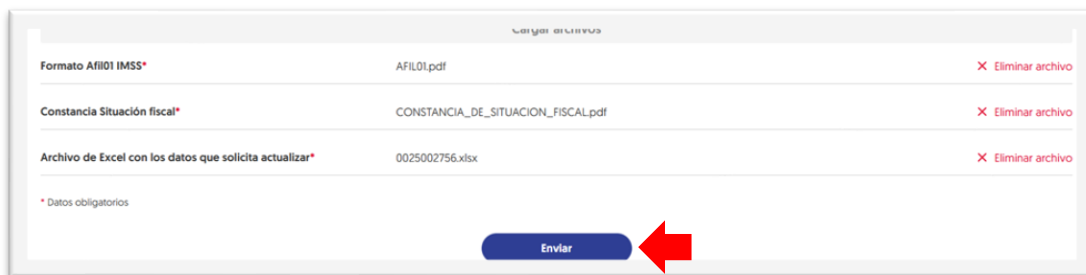 Cargar archivos
Formato Afil01 IMSS* AFIL01.pdf × Eliminar archivo
Constancia Situación fiscal* CONSTANCIA_DE_SITUACION_FISCAL.pdf × Eliminar archivo
Archivo de Excel con los datos que solicita actualizar* 0025002756.xlsx × Eliminar archivo
* Datos obligatorios
Enviar